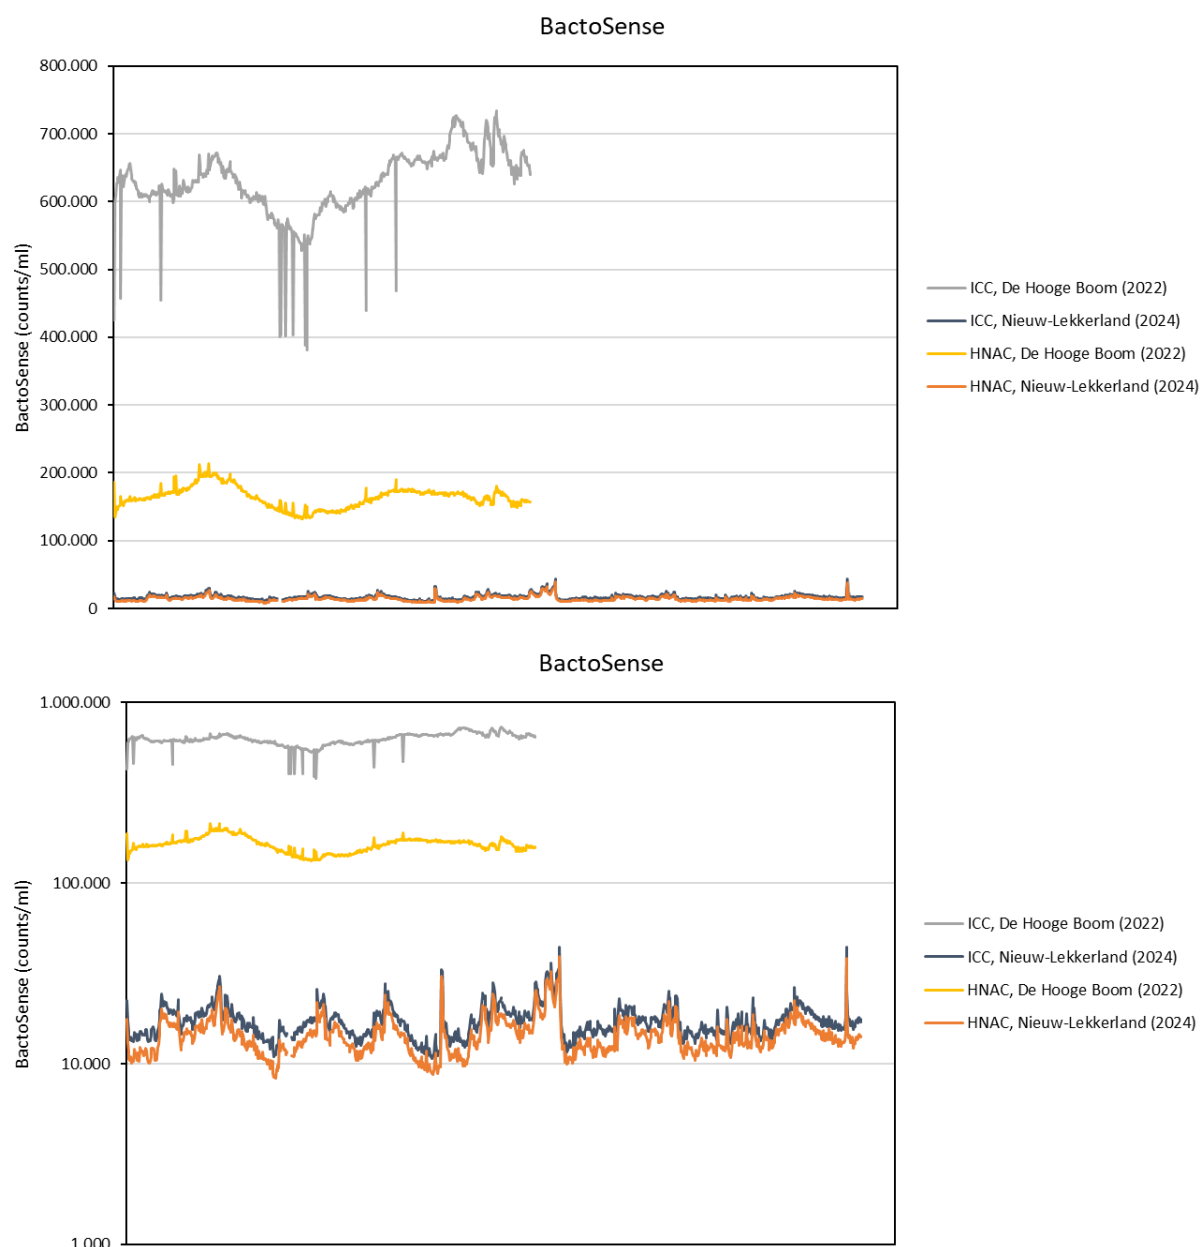 BactoSense
800.000
700.000
600.000
500.000
400.000
300.000
200.000
100.000
0
BactoSense (counts/ml)
ICC, De Hooge Boom (2022)
ICC, Nieuw-Lekkerland (2024)
HNAC, De Hooge Boom (2022)
HNAC, Nieuw-Lekkerland (2024)
BactoSense
1.000.000
100.000
10.000
1.000
BactoSense (counts/ml)
ICC, De Hooge Boom (2022)
ICC, Nieuw-Lekkerland (2024)
HNAC, De Hooge Boom (2022)
HNAC, Nieuw-Lekkerland (2024)